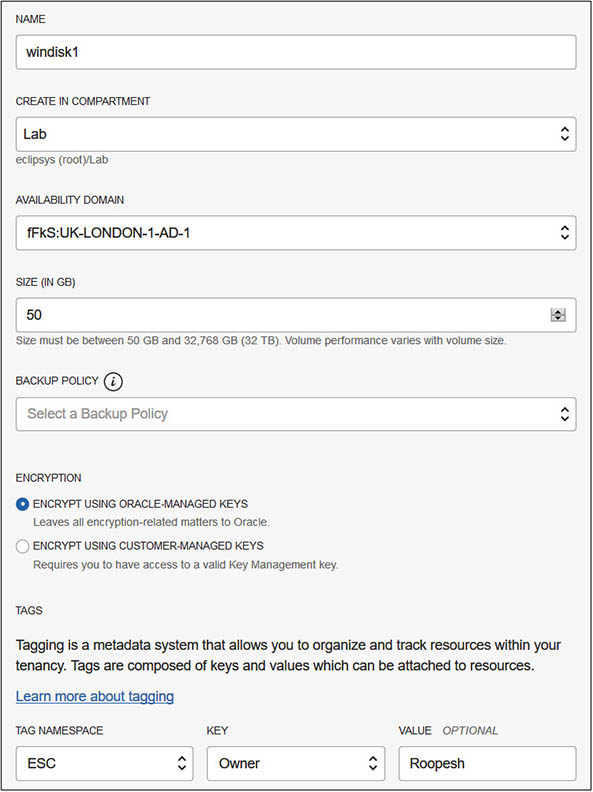 NAME
windisk1
CREATE IN COMPARTMENT
Lab
eclipsys (root)/Lab
AVAILABILITY DOMAIN
fFkS:UK-LONDON-1-AD-1
SIZE (IN GB)
50
Size must be between 50 GB and 32,768 GB (32 TB). Volume performance varies with volume size.
BACKUP POLICY i
Select a Backup Policy
ENCRYPTION
ENCRYPT USING ORACLE-MANAGED KEYS
Leaves all encryption-related matters to Oracle.
ENCRYPT USING CUSTOMER-MANAGED KEYS
Requires you to have access to a valid Key Management key.
TAGS
Tagging is a metadata system that allows you to organize and track resources within your
tenancy. Tags are composed of keys and values which can be attached to resources.
Learn more about tagging
TAG NAMESPACE KEY VALUE OPTIONAL
ESC Owner Roopesh